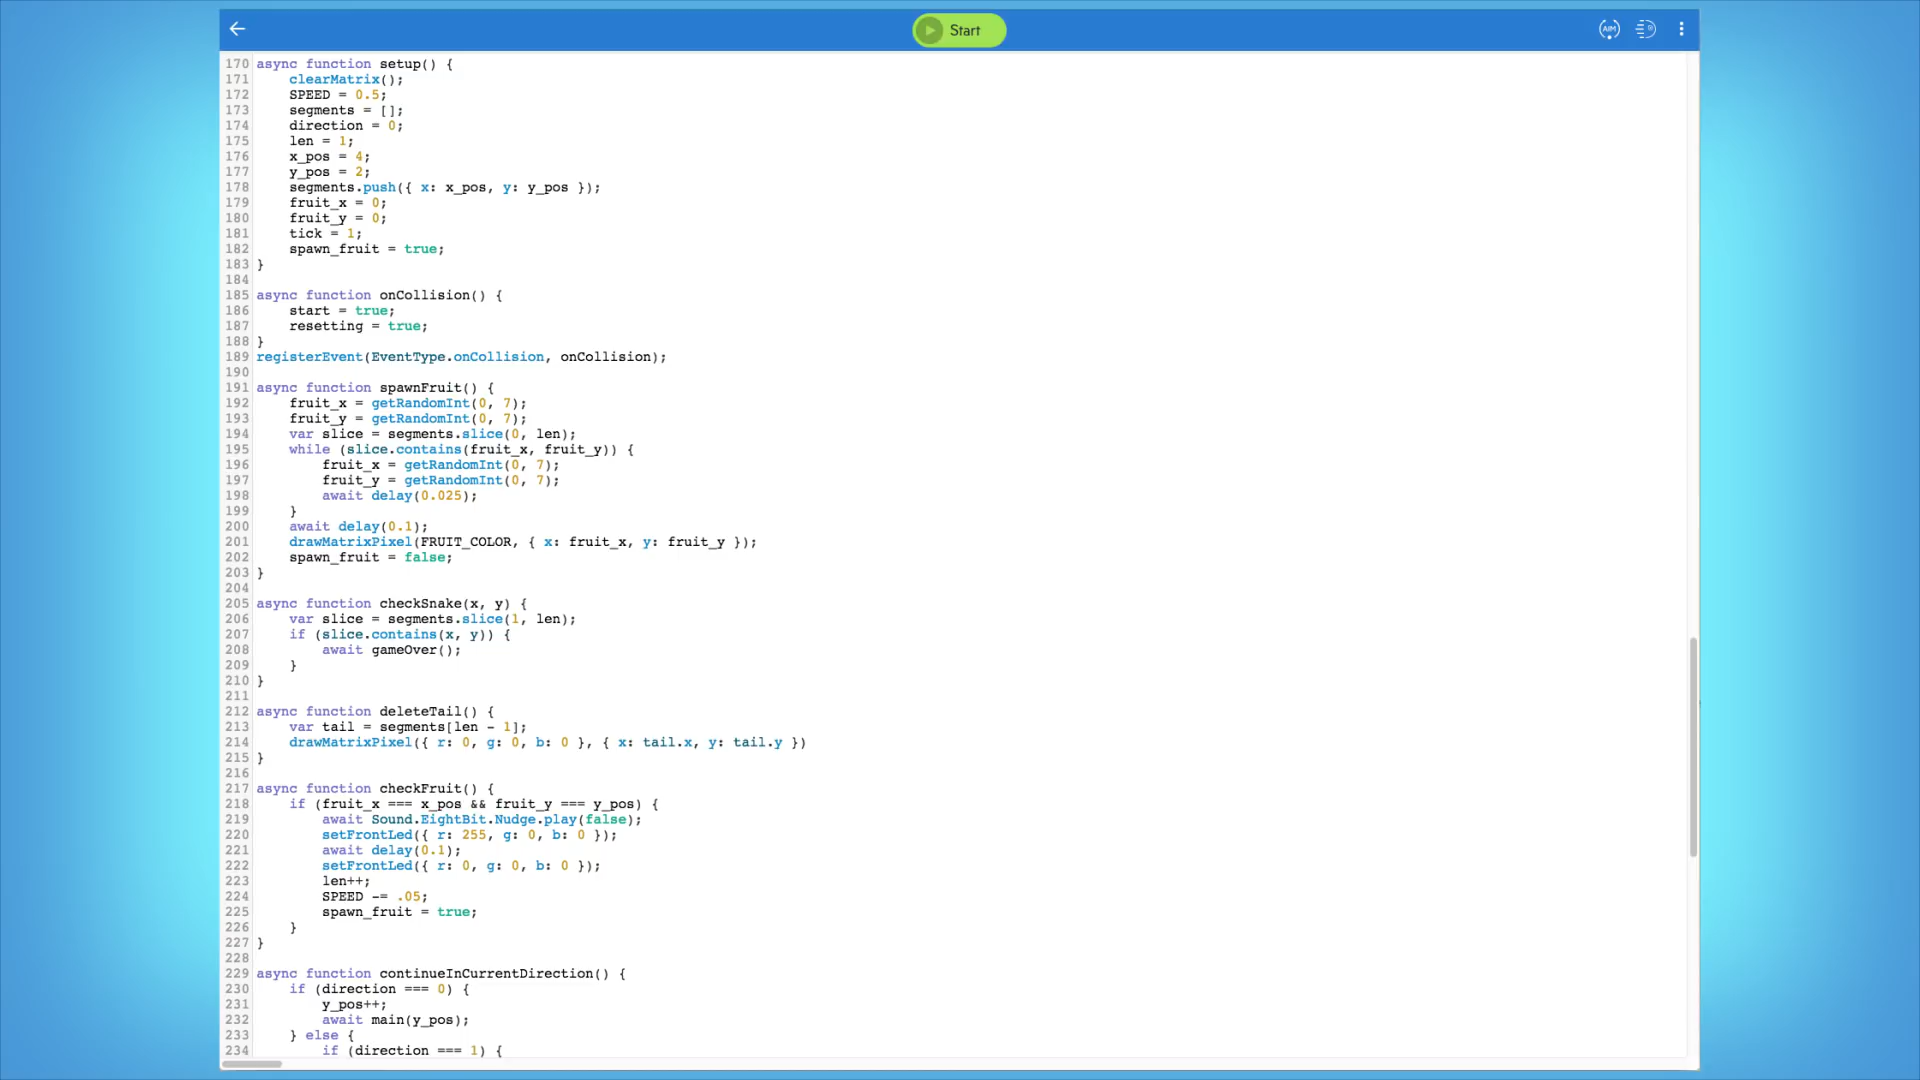 Start
AIM
170 async function setup() {
171     clearMatrix();
172     SPEED = 0.5;
173     segments = [];
174     direction = 0;
175     len = 1;
176     x_pos = 4;
177     y_pos = 2;
178     segments.push({ x: x_pos, y: y_pos });
179     fruit_x = 0;
180     fruit_y = 0;
181     tick = 1;
182     spawn_fruit = true;
183 }
184
185 async function onCollision() {
186     start = true;
187     resetting = true;
188 }
189 registerEvent(EventType.onCollision, onCollision);
190
191 async function spawnFruit() {
192     fruit_x = getRandomInt(0, 7);
193     fruit_y = getRandomInt(0, 7);
194     var slice = segments.slice(0, len);
195     while (slice.contains(fruit_x, fruit_y)) {
196         fruit_x = getRandomInt(0, 7);
197         fruit_y = getRandomInt(0, 7);
198         await delay(0.025);
199     }
200     await delay(0.1);
201     drawMatrixPixel(FRUIT_COLOR, { x: fruit_x, y: fruit_y });
202     spawn_fruit = false;
203 }
204
205 async function checkSnake(x, y) {
206     var slice = segments.slice(1, len);
207     if (slice.contains(x, y)) {
208         await gameOver();
209     }
210 }
211
212 async function deleteTail() {
213     var tail = segments[len - 1];
214     drawMatrixPixel({ r: 0, g: 0, b: 0 }, { x: tail.x, y: tail.y })
215 }
216
217 async function checkFruit() {
218     if (fruit_x === x_pos && fruit_y === y_pos) {
219         await Sound.EightBit.Nudge.play(false);
220         setFrontLed({ r: 255, g: 0, b: 0 });
221         await delay(0.1);
222         setFrontLed({ r: 0, g: 0, b: 0 });
223         len++;
224         SPEED -= .05;
225         spawn_fruit = true;
226     }
227 }
228
229 async function continueInCurrentDirection() {
230     if (direction === 0) {
231         y_pos++;
232         await main(y_pos);
233     } else {
234         if (direction === 1) {